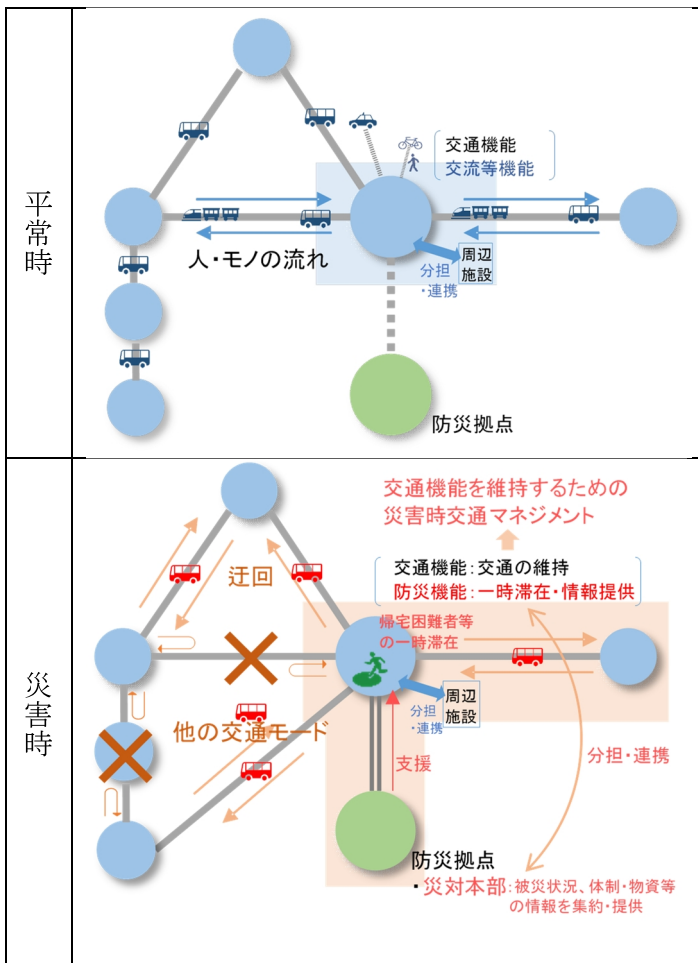 平常時
交通機能
交流等機能
人・モノの流れ
分担
・連携
周辺
施設
防災拠点
災害時
交通機能を維持するための
災害時交通マネジメント
交通機能：交通の維持
防災機能：一時滞在・情報提供
迂回
帰宅困難者等
の一時滞在
他の交通モード
分担
・連携
周辺
施設
支援
分担・連携
防災拠点
・災対本部：被災状況、体制・物資等
の情報を集約・提供